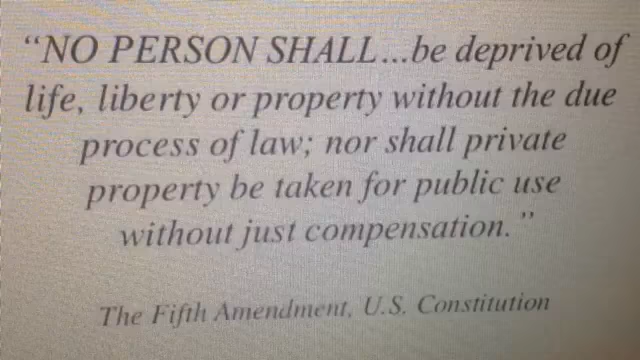 “NO PERSON SHALL...be deprived of
life, liberty or property without the due
process of law; nor shall private
property be taken for public use
without just compensation.”
The Fifth Amendment, U.S. Constitution